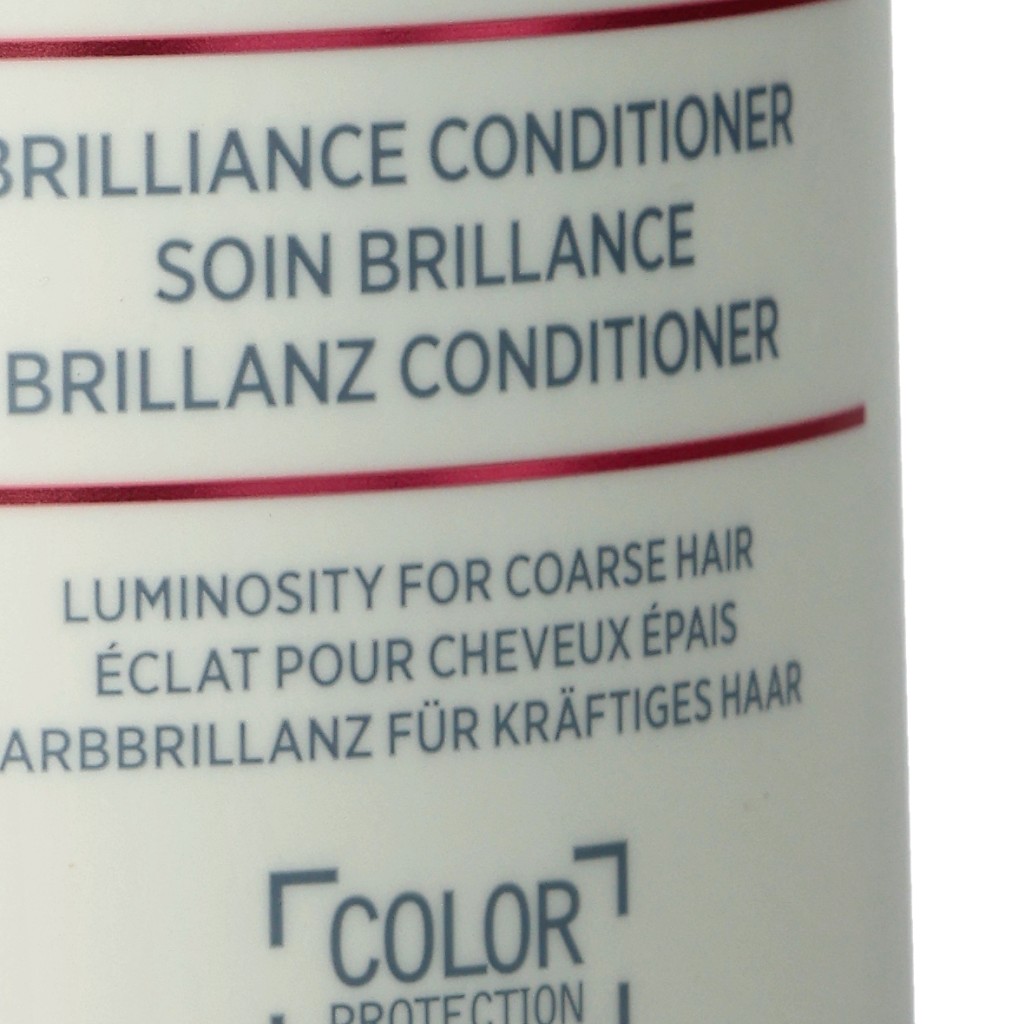 BRILLIANCE CONDITIONER
SOIN BRILLANCE
BRILLANZ CONDITIONER
LUMINOSITY FOR COARSE HAIR
ÉCLAT POUR CHEVEUX ÉPAIS
ARBBRILLANZ FÜR KRÄFTIGES HAAR
COLOR
PROTECTION